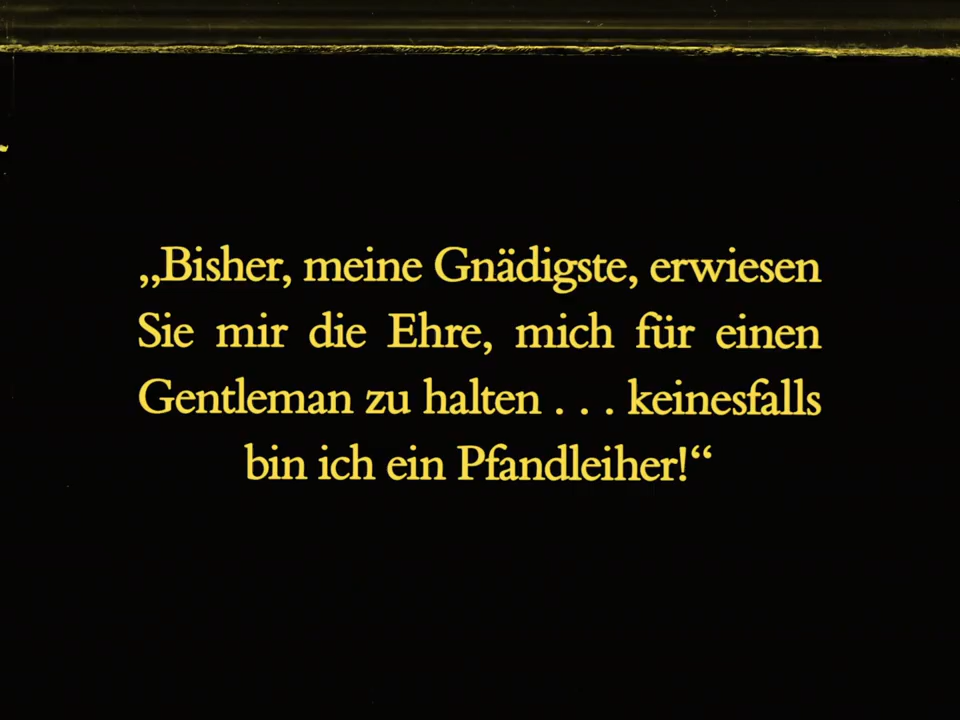 „Bisher, meine Gnädigste, erwiesen
Sie mir die Ehre, mich für einen
Gentleman zu halten . . . keinesfalls
bin ich ein Pfandleiher!“